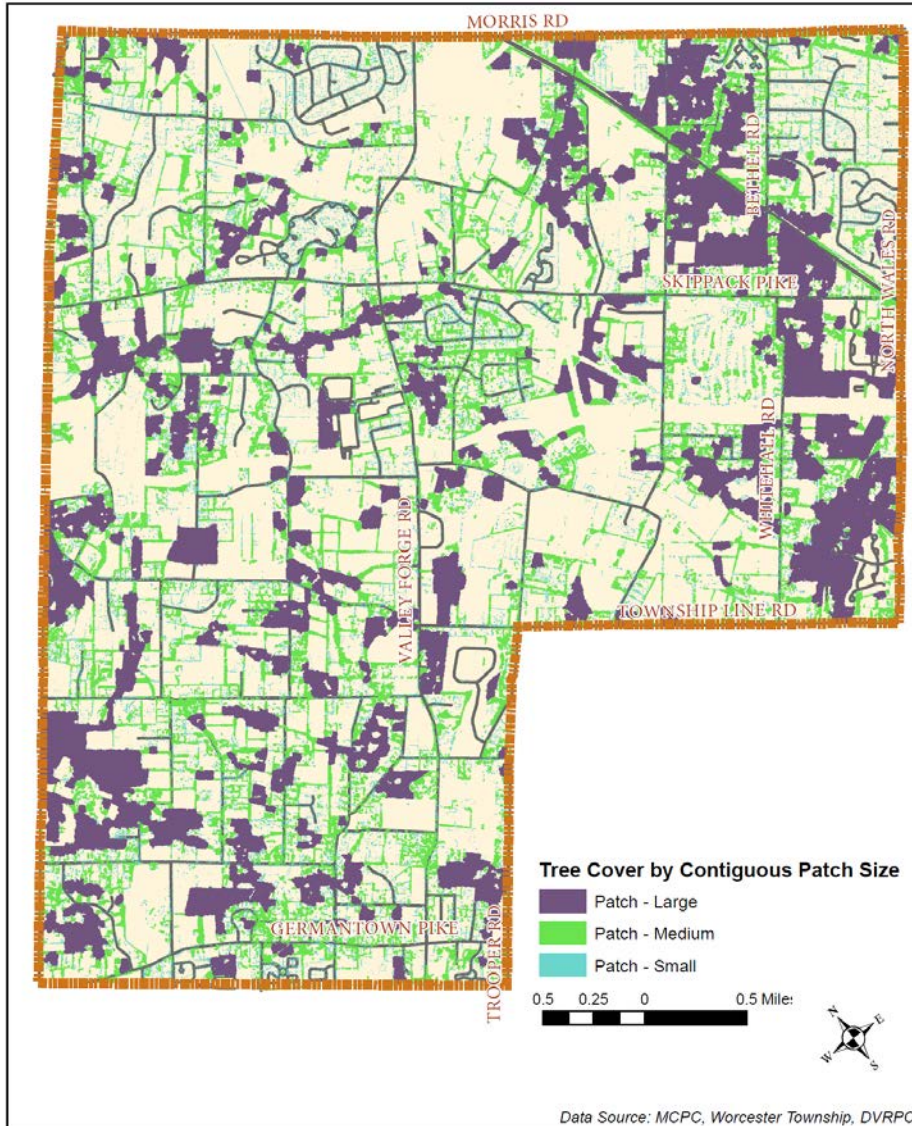 MORRIS RD
BETHEL RD
NORTH WALES RD
SKIPPACK PIKE
WHITEHALL RD
VALLEY FORGE RD
TOWNSHIP LINE RD
GERMANTOWN PIKE
TROOPER RD
Tree Cover by Contiguous Patch Size
Patch - Large
Patch - Medium
Patch - Small
0.5 0.25 0 0.5 Miles
N
E
W
S
Data Source: MCPC, Worcester Township, DVRPC